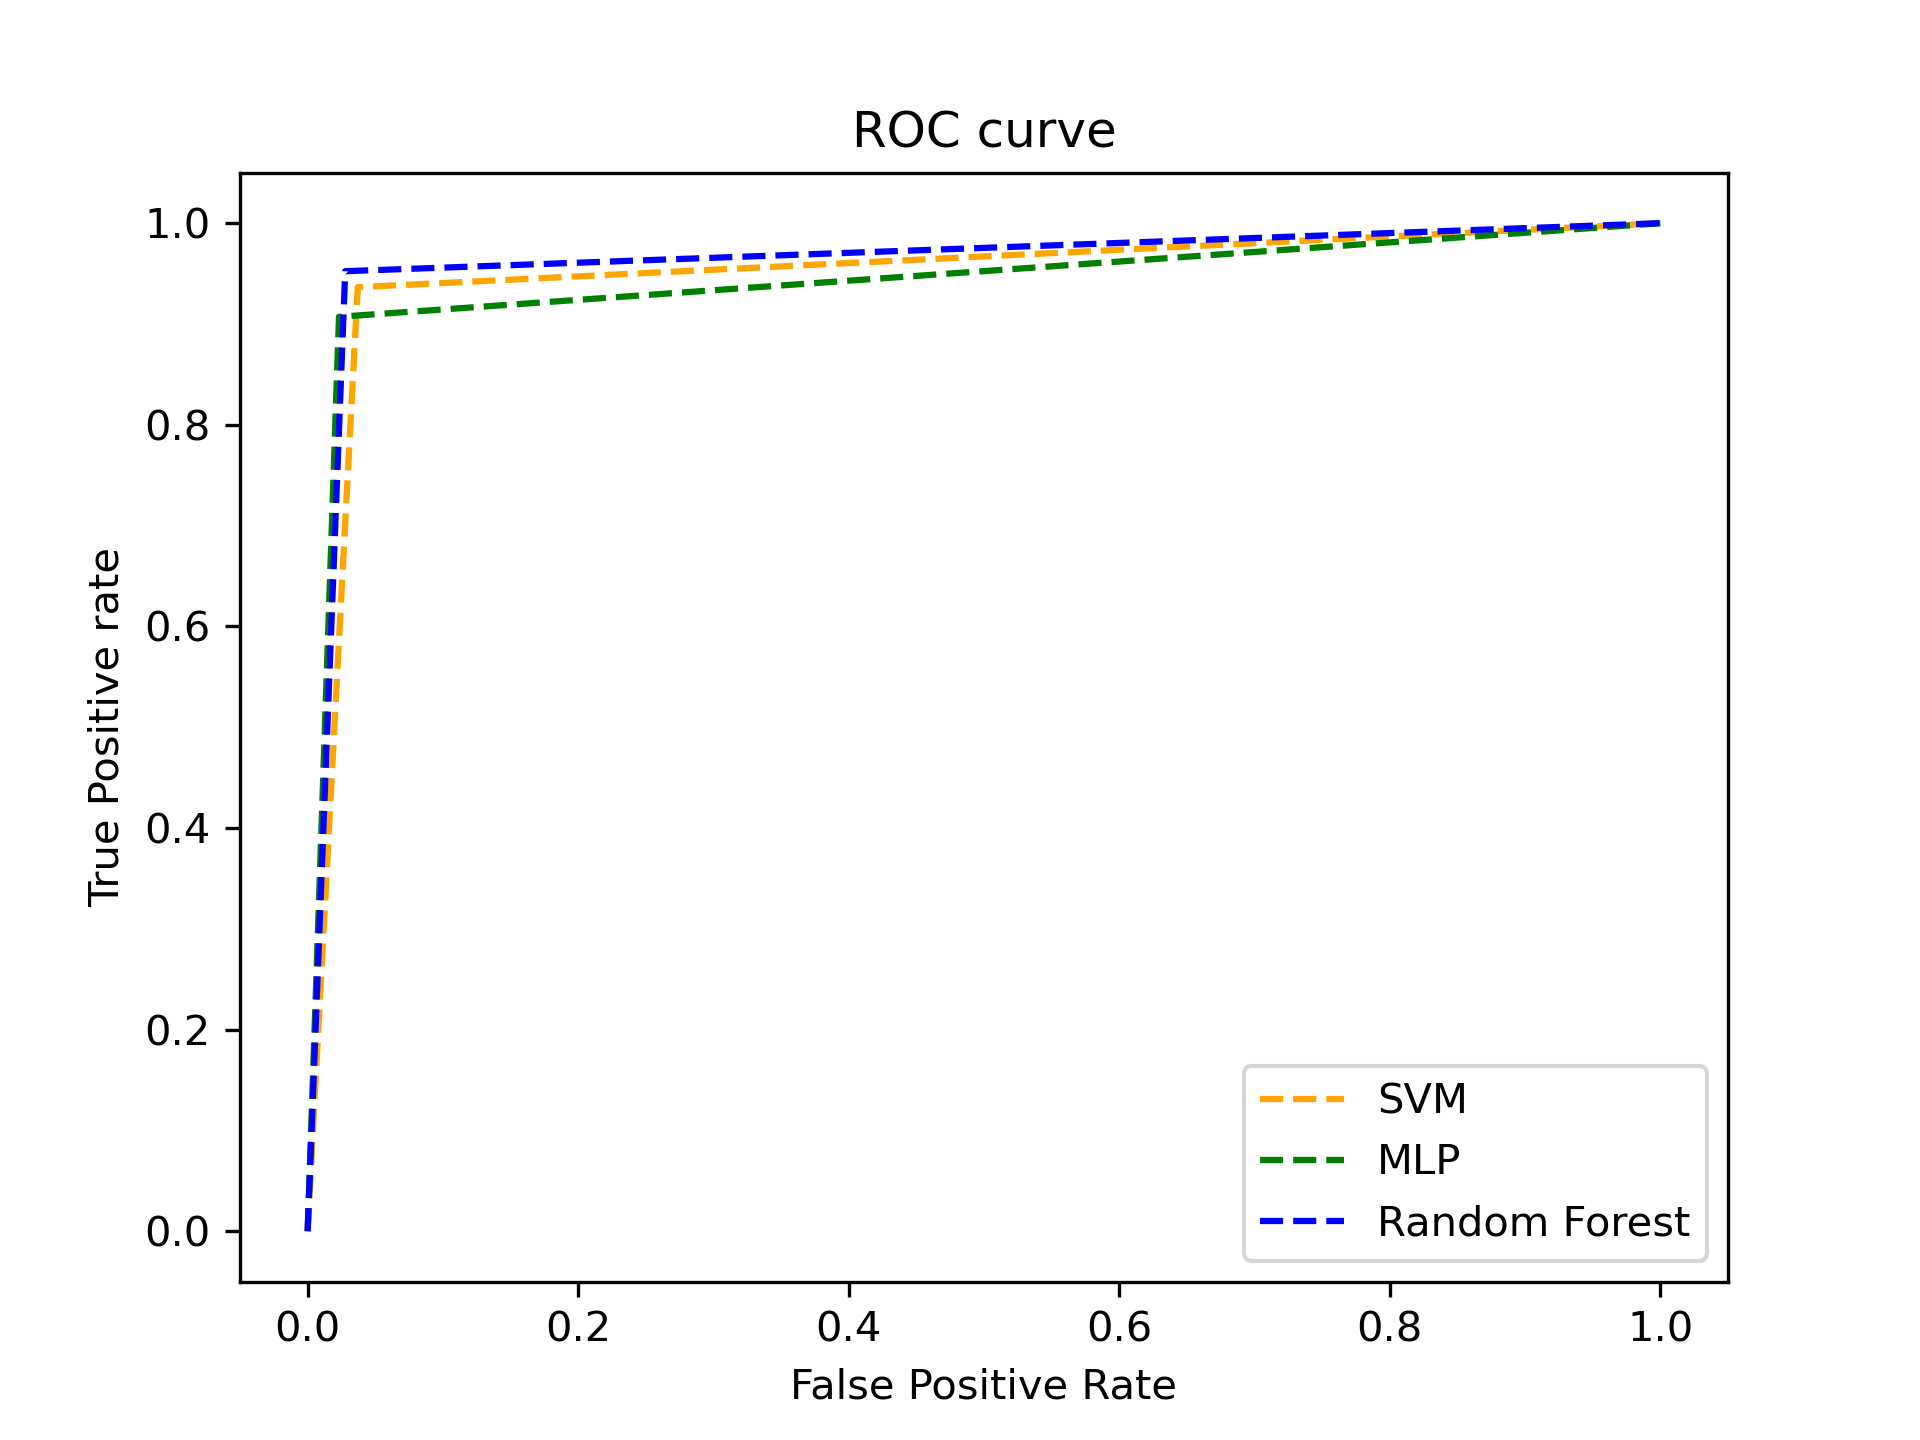 ROC curve
True Positive rate
1.0
0.8
0.6
0.4
0.2
0.0
SVM
MLP
Random Forest
0.0 0.2 0.4 0.6 0.8 1.0
False Positive Rate